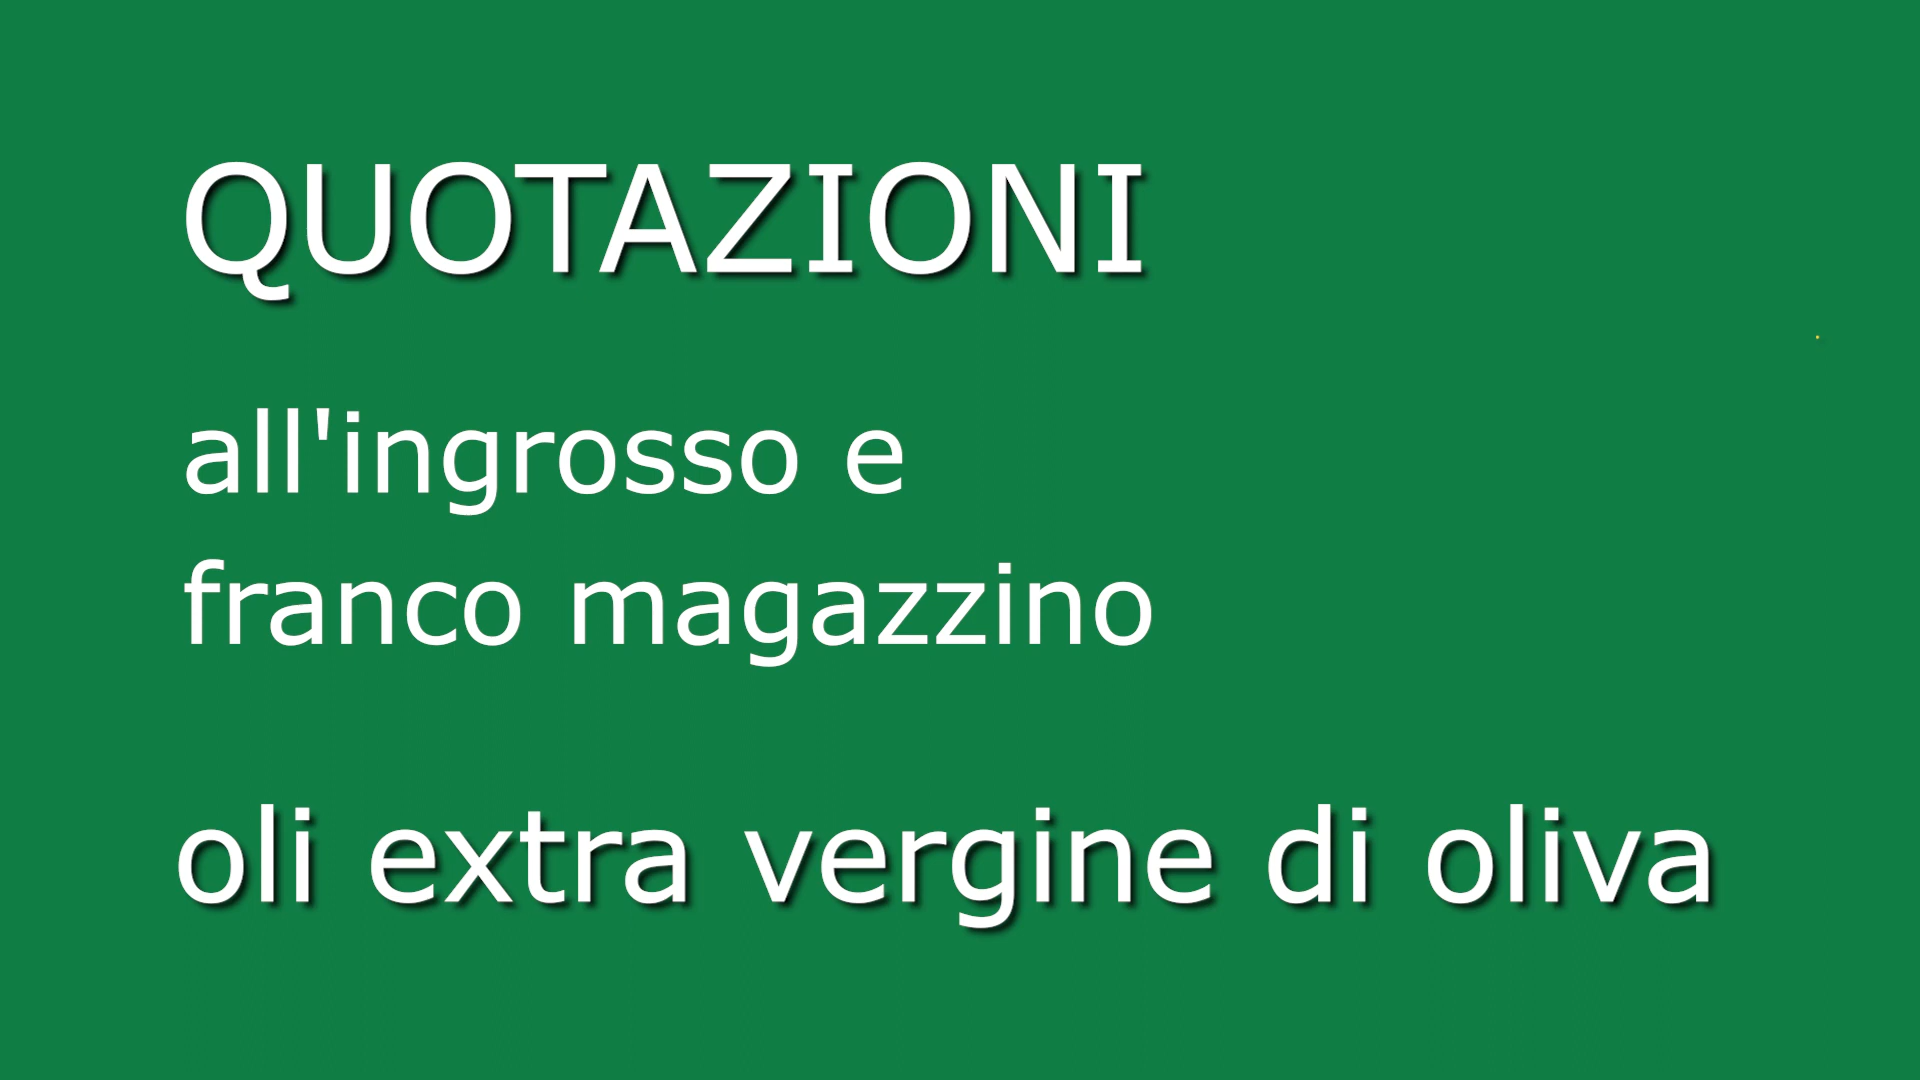 QUOTAZIONI
all'ingrosso e
franco magazzino
oli extra vergine di oliva